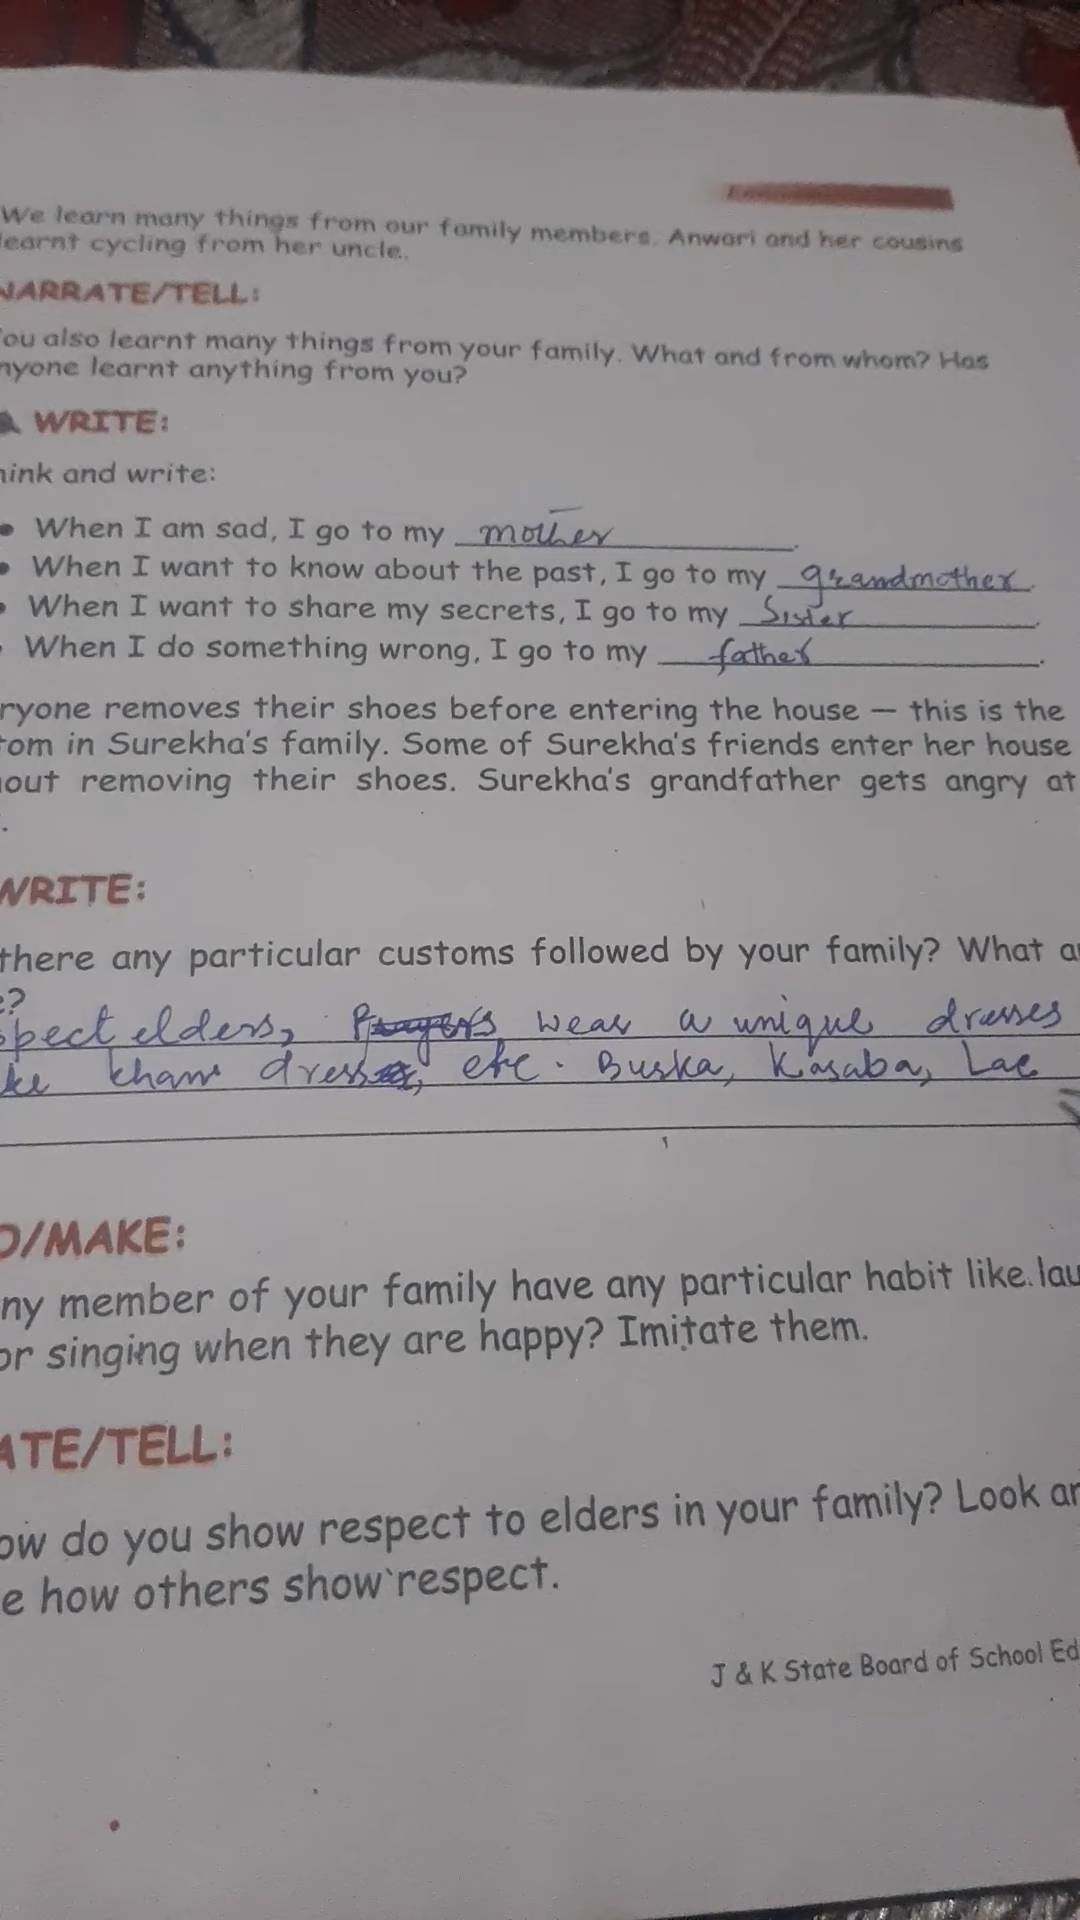 We learn many things from our family members. Anwari and her cousins
learnt cycling from her uncle.
NARRATE/TELL:
You also learnt many things from your family. What and from whom? Has
nyone learnt anything from you?
WRITE:
hink and write:
• When I am sad, I go to my mother.
• When I want to know about the past, I go to my grandmother.
• When I want to share my secrets, I go to my Sister.
• When I do something wrong, I go to my father.
ryone removes their shoes before entering the house – this is the
tom in Surekha's family. Some of Surekha's friends enter her house
out removing their shoes. Surekha's grandfather gets angry at
.
WRITE:
there any particular customs followed by your family? What a
?
spect elders, wear a unique dresses
ke dress, etc. Buska, Kasaba, Lac
O/MAKE:
ny member of your family have any particular habit like lau
or singing when they are happy? Imitate them.
ATE/TELL:
ow do you show respect to elders in your family? Look ar
e how others show respect.
J & K State Board of School Ed